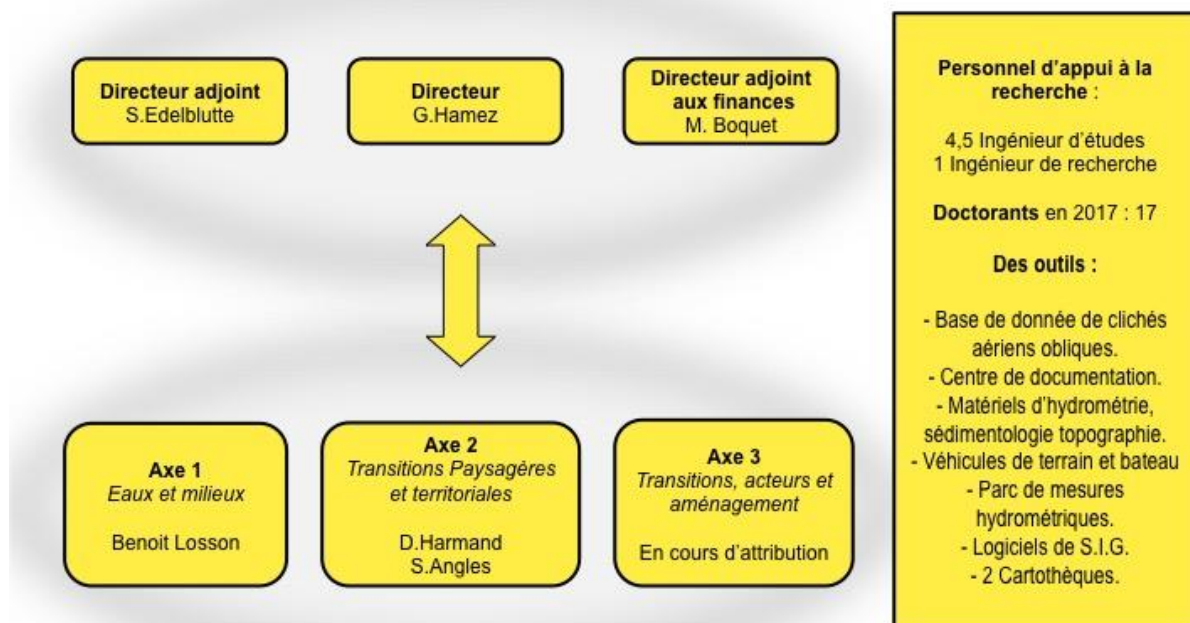 Directeur adjoint
S.Edelblutte
Directeur
G.Hamez
Directeur adjoint
aux finances
M. Boquet
Axe 1
Eaux et milieux
Benoit Losson
Axe 2
Transitions Paysagères
et territoriales
D.Harmand
S.Angles
Axe 3
Transitions, acteurs et
aménagement
En cours d'attribution
Personnel d'appui à la
recherche :
4,5 Ingénieur d'études
1 Ingénieur de recherche
Doctorants en 2017 : 17
Des outils :
- Base de donnée de clichés
aériens obliques.
- Centre de documentation.
- Matériels d'hydrométrie,
sédimentologie topographie.
- Véhicules de terrain et bateau
- Parc de mesures
hydrométriques.
- Logiciels de S.I.G.
- 2 Cartothèques.